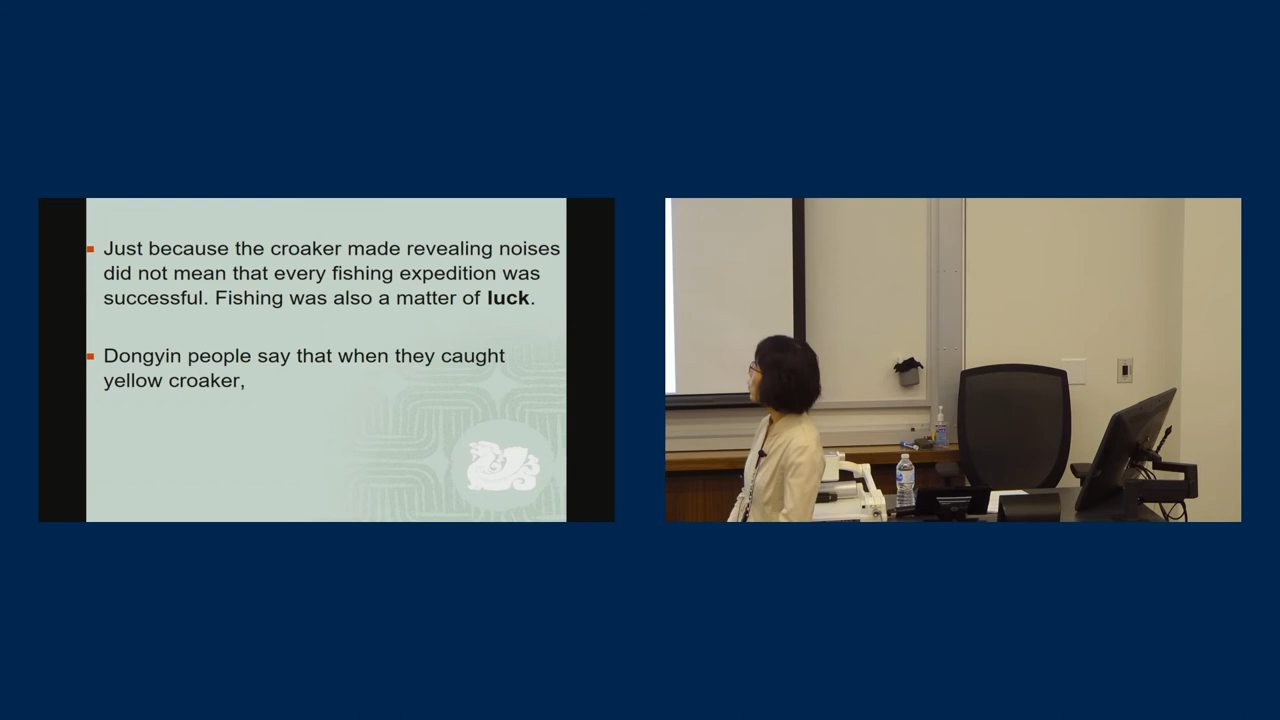 Just because the croaker made revealing noises
did not mean that every fishing expedition was
successful. Fishing was also a matter of luck.
Dongyin people say that when they caught
yellow croaker,